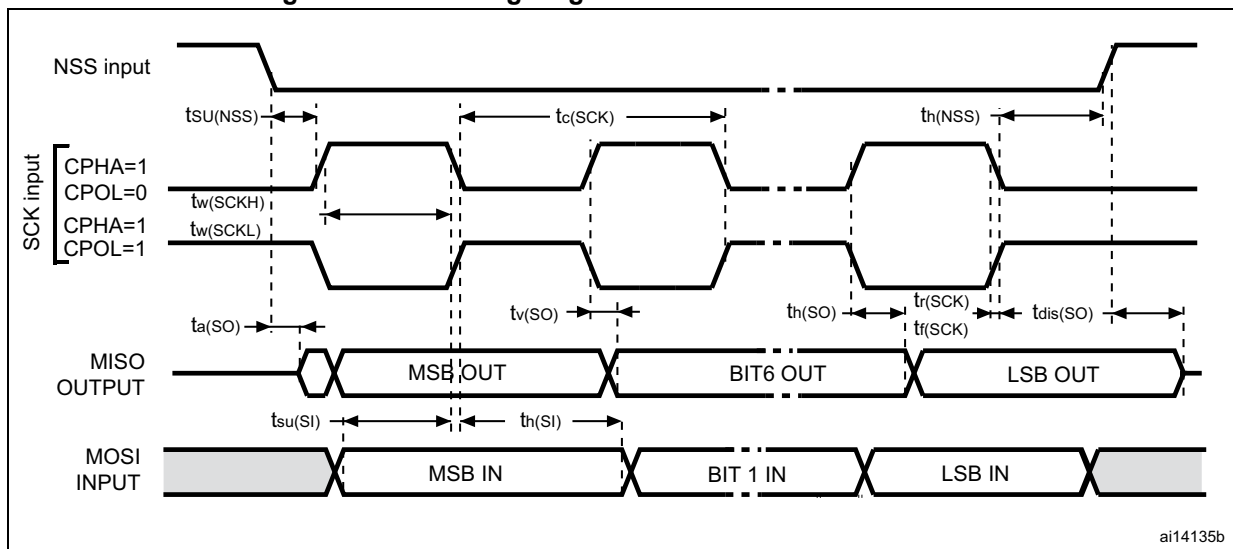 NSS input
tSU(NSS)
tc(SCK)
th(NSS)
SCK input
CPHA=1
CPOL=0
tw(SCKH)
CPHA=1
tw(SCKL)
CPOL=1
ta(SO)
tv(SO)
th(SO)
tr(SCK)
tf(SCK)
tdis(SO)
MISO
OUTPUT
MSB OUT
BIT6 OUT
LSB OUT
tsu(SI)
th(SI)
MOSI
INPUT
MSB IN
BIT 1 IN
LSB IN
ai14135b